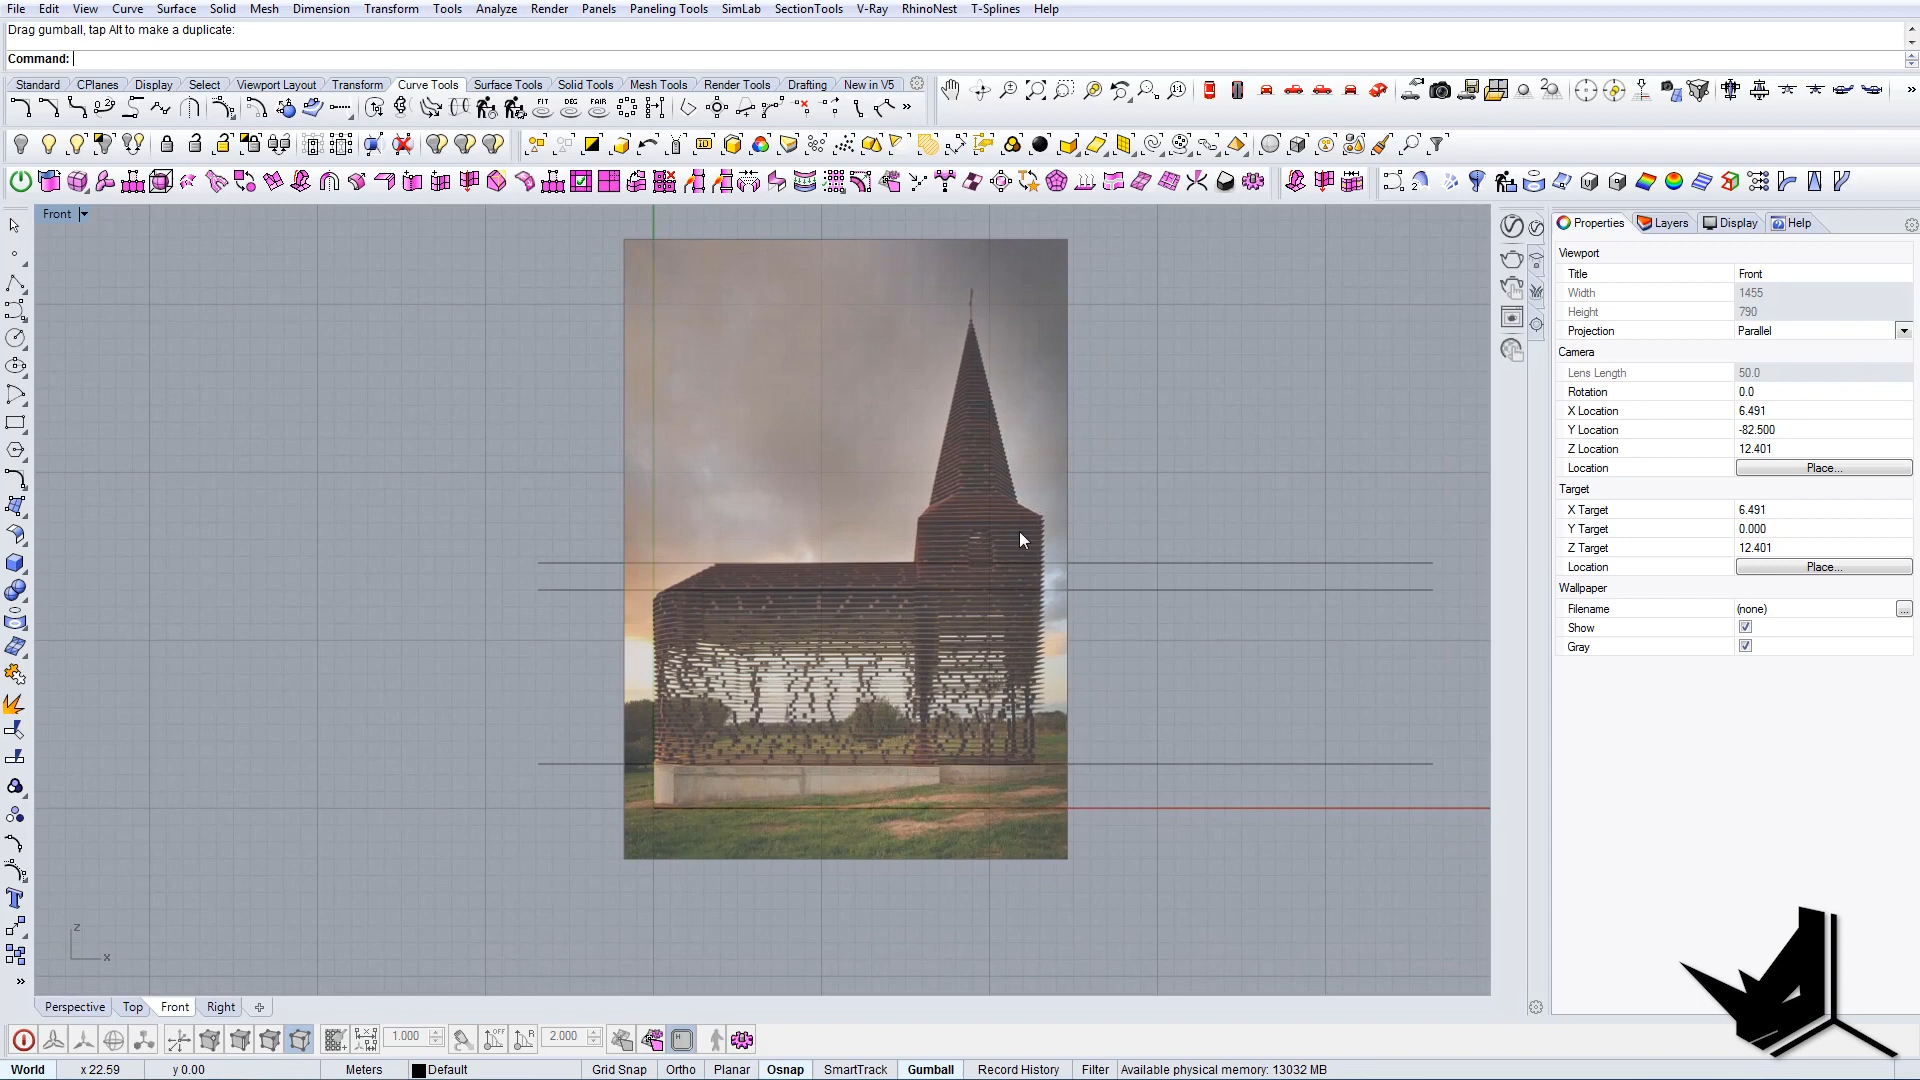 File Edit View Curve Surface Solid Mesh Dimension Transform Tools Analyze Render Panels Paneling Tools SimLab SectionTools V-Ray RhinoNest T-Splines Help
Drag gumball, tap Alt to make a duplicate:
Command:
Standard CPlanes Display Select Viewport Layout Transform Curve Tools Surface Tools Solid Tools Mesh Tools Render Tools Drafting New in V5
FIT DEG FAIR
Front
Properties Layers Display Help
Viewport
Title Front
Width 1455
Height 790
Projection Parallel
Camera
Lens Length 50.0
Rotation 0.0
X Location 6.491
Y Location -82.500
Z Location 12.401
Location Place...
Target
X Target 6.491
Y Target 0.000
Z Target 12.401
Location Place...
Wallpaper
Filename (none) ...
Show
Gray
z
x
Perspective Top Front Right
1.000 OFF R 2.000 H
World x 22.59 y 0.00 Meters Default Grid Snap Ortho Planar Osnap SmartTrack Gumball Record History Filter Available physical memory: 13032 MB